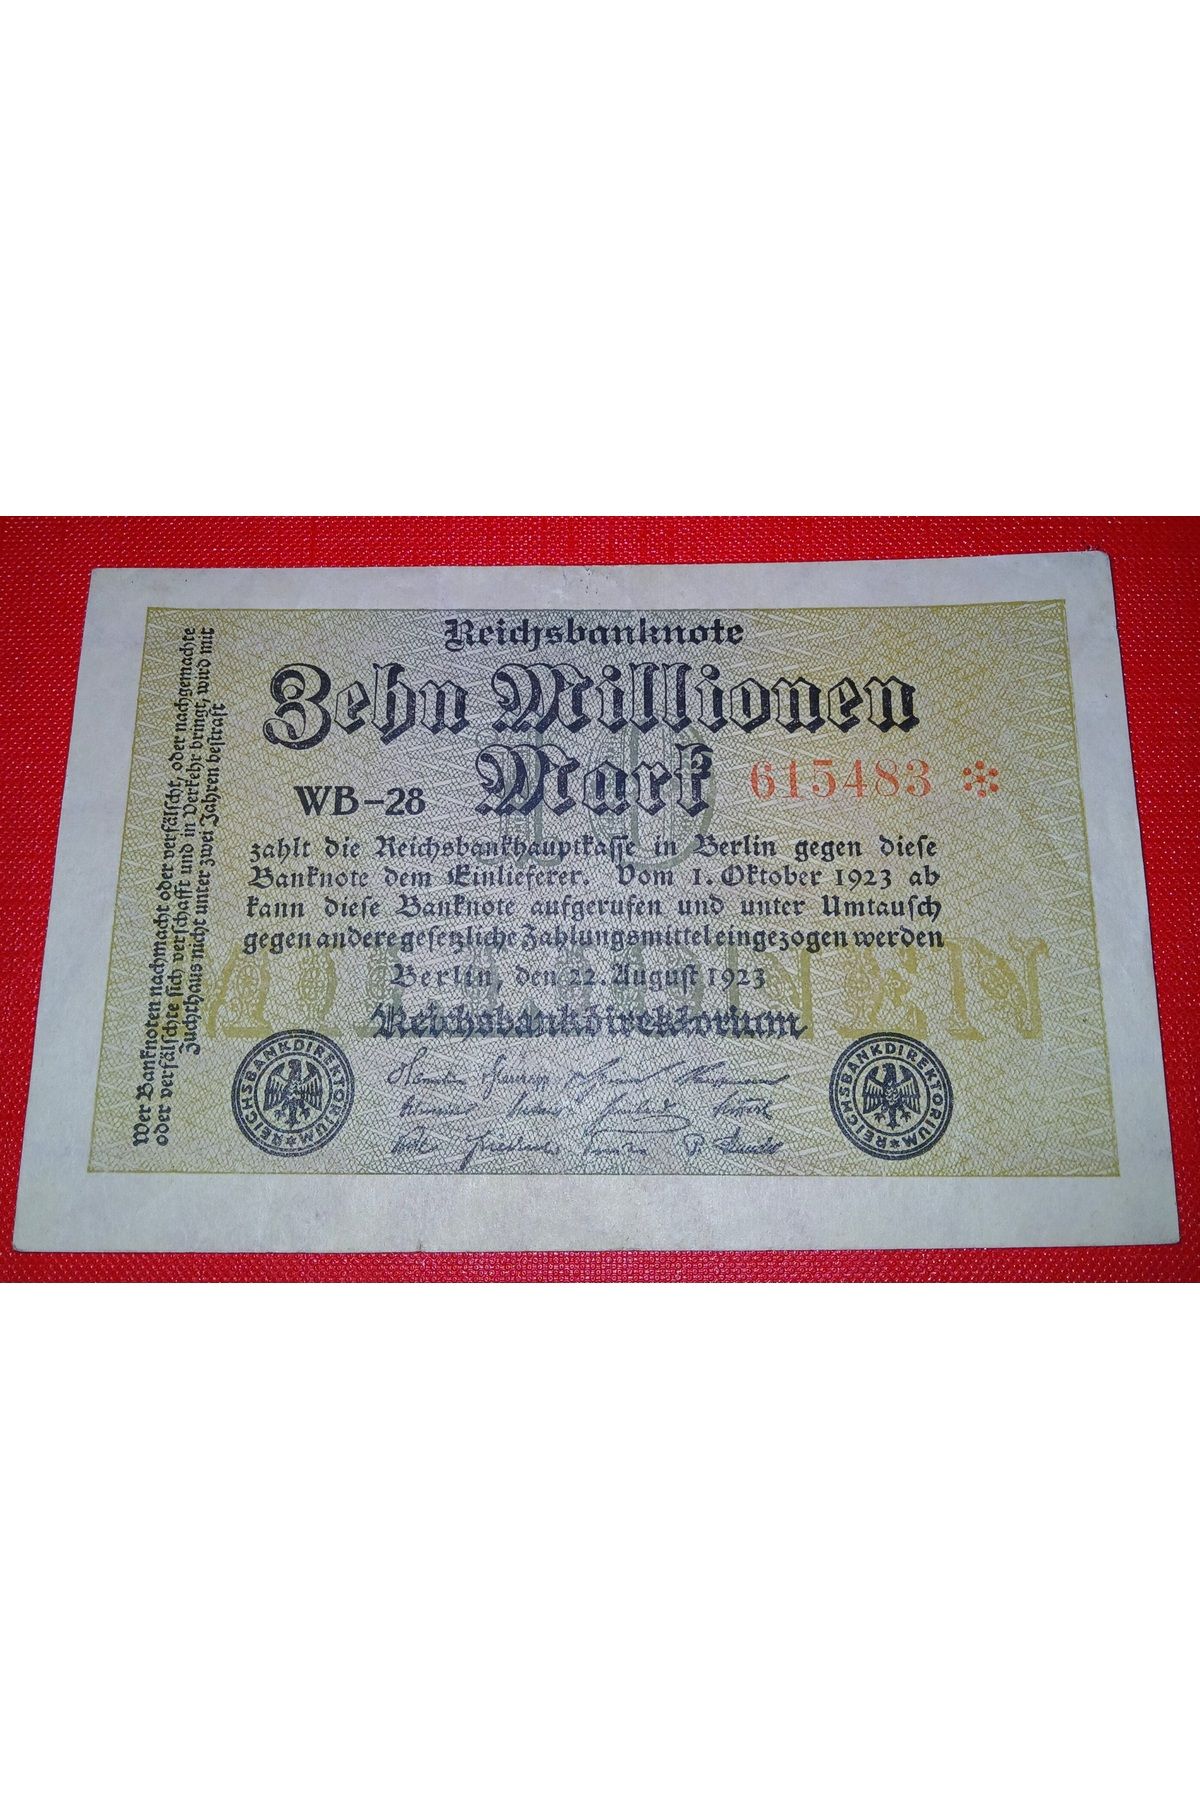 Reichsbanknote
Zehn Millionen
Mark
WB-28
615483 *
10
zahlt die Reichsbankhauptkasse in Berlin gegen diese
Banknote dem Einlieferer. Vom 1. Oktober 1923 ab
kann diese Banknote aufgerufen und unter Umtausch
gegen andere gesetzliche Zahlungsmittel eingezogen werden
MILLIONEN
Berlin, den 22. August 1923
Reichsbankdirektorium
REICHSBANKDIREKTORIUM *
REICHSBANKDIREKTORIUM *
Wer Banknoten nachmacht oder verfälscht, oder nachgemachte
oder verfälschte sich verschafft und in Verkehr bringt, wird mit
Zuchthaus nicht unter zwei Jahren bestraft